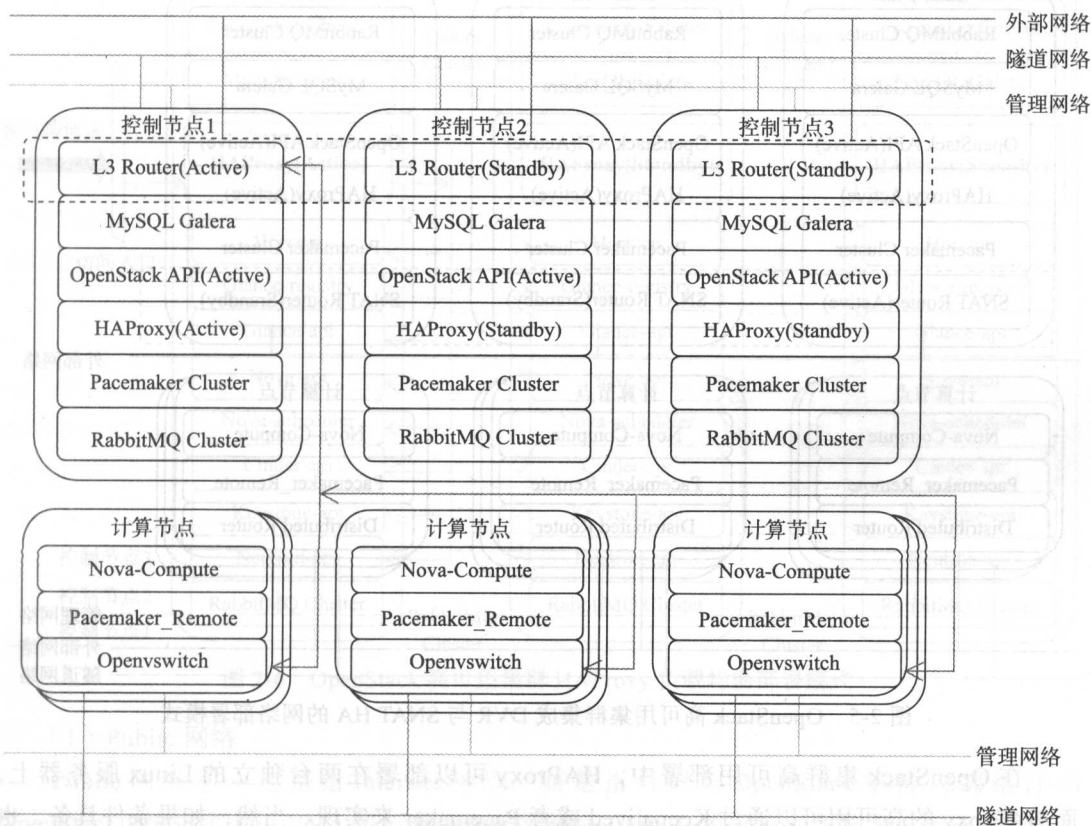 外部网络
隧道网络
管理网络
控制节点1
控制节点2
控制节点3
L3 Router(Active)
L3 Router(Standby)
L3 Router(Standby)
MySQL Galera
MySQL Galera
MySQL Galera
OpenStack API(Active)
OpenStack API(Active)
OpenStack API(Active)
HAProxy(Active)
HAProxy(Standby)
HAProxy(Standby)
Pacemaker Cluster
Pacemaker Cluster
Pacemaker Cluster
RabbitMQ Cluster
RabbitMQ Cluster
RabbitMQ Cluster
计算节点
计算节点
计算节点
Nova-Compute
Nova-Compute
Nova-Compute
Pacemaker_Remote
Pacemaker_Remote
Pacemaker_Remote
Openvswitch
Openvswitch
Openvswitch
管理网络
隧道网络